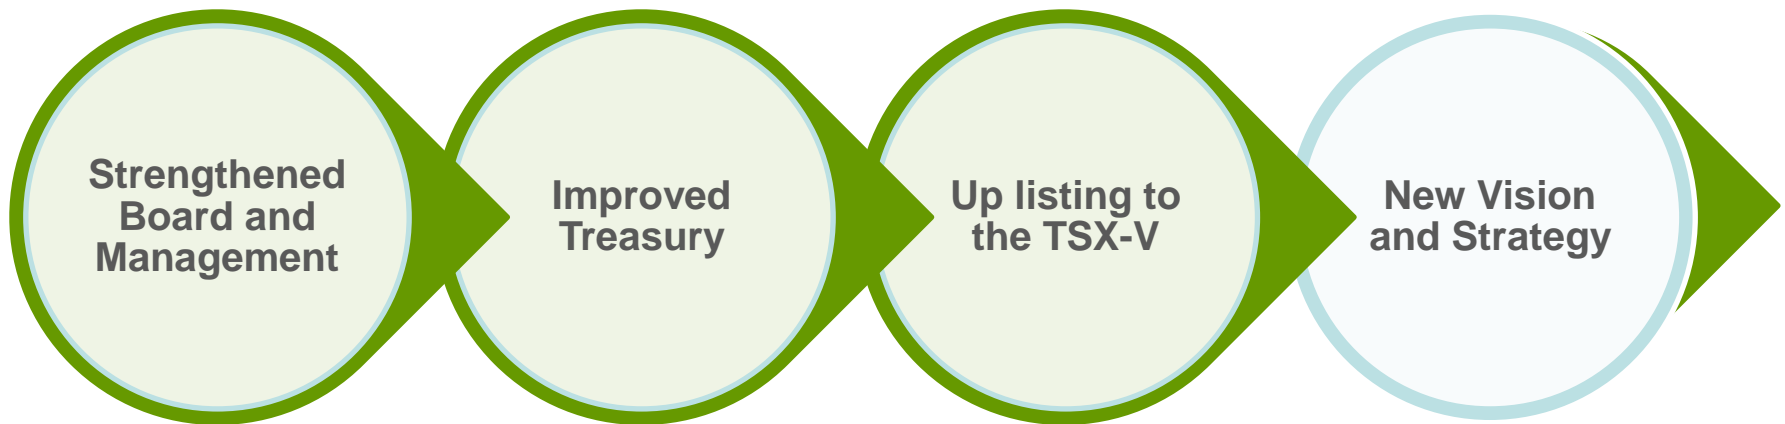 Strengthened
Board and
Management
Improved
Treasury
Up listing to
the TSX-V
New Vision
and Strategy